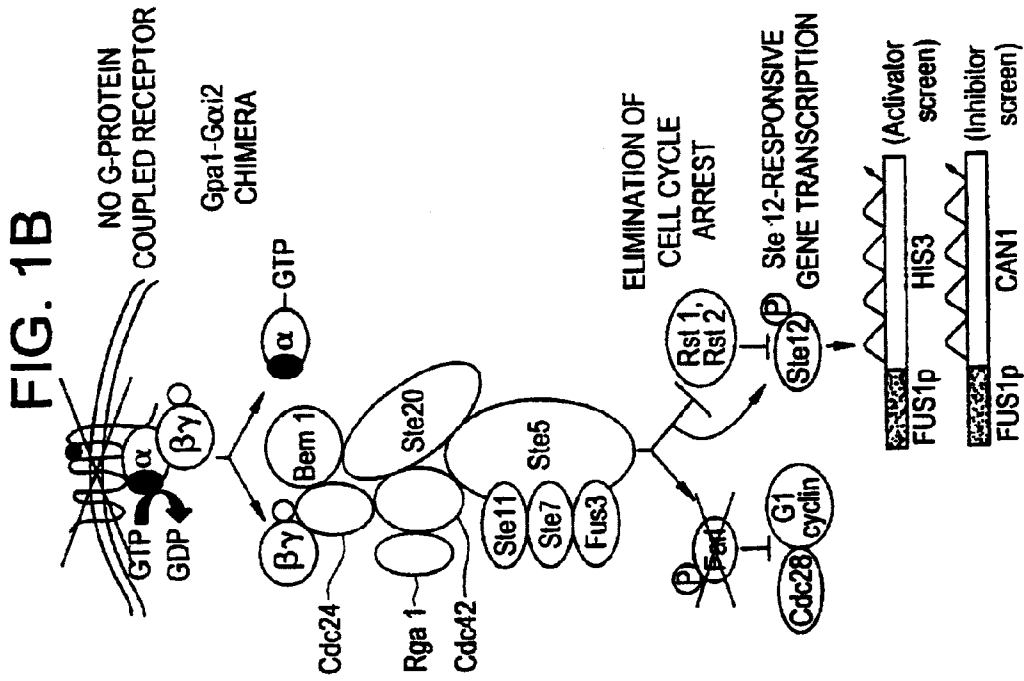 FIG. 1B
NO G-PROTEIN
COUPLED RECEPTOR
GTP
GDP
α
βγ
Gpa1-Gαi2
CHIMERA
α
GTP
βγ
Bem 1
Cdc24
Ste20
Rga 1
Cdc42
Ste5
Ste11
Ste7
Fus3
ELIMINATION OF
CELL CYCLE
ARREST
Rst 1,
Rst 2
P
Far1
P
Ste12
Ste 12-RESPONSIVE
GENE TRANSCRIPTION
Cdc28
G1
cyclin
FUS1p
HIS3
(Activator
screen)
FUS1p
CAN1
(Inhibitor
screen)